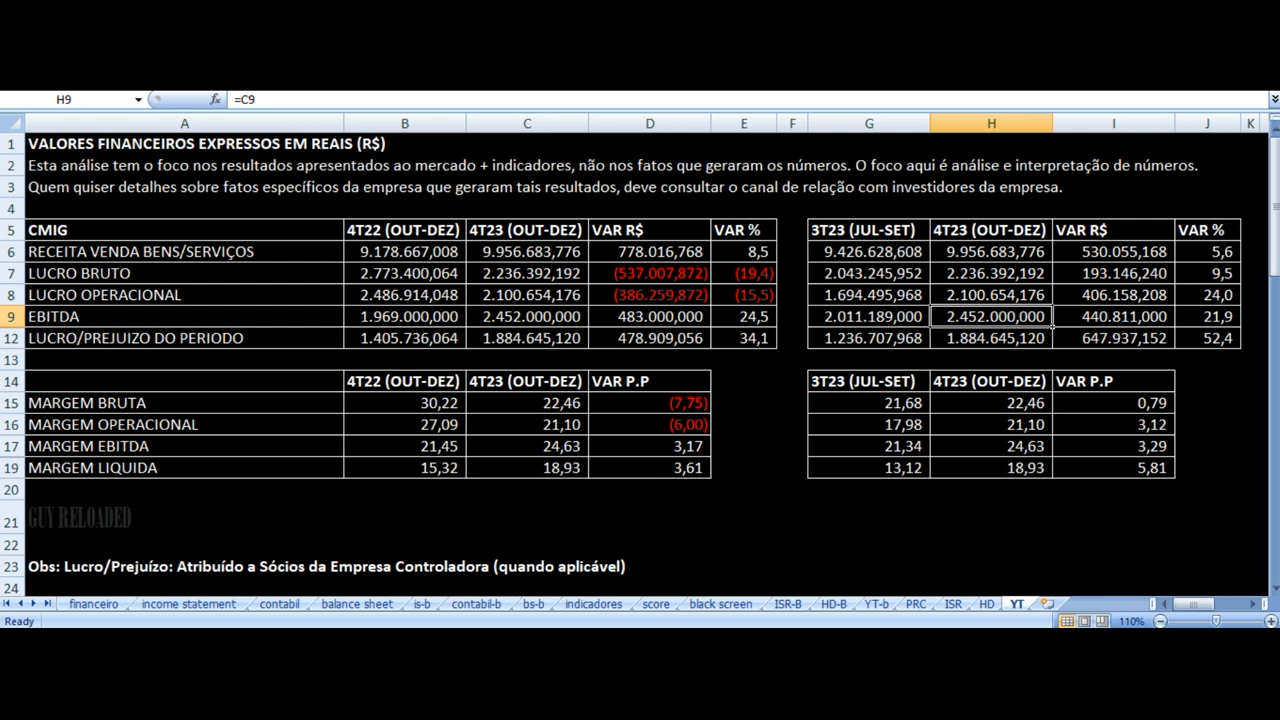 H9 fx =C9
A B C D E F G H I J K
1 VALORES FINANCEIROS EXPRESSOS EM REAIS (R$)
2 Esta análise tem o foco nos resultados apresentados ao mercado + indicadores, não nos fatos que geraram os números. O foco aqui é análise e interpretação de números.
3 Quem quiser detalhes sobre fatos específicos da empresa que geraram tais resultados, deve consultar o canal de relação com investidores da empresa.
4
5 CMIG 4T22 (OUT-DEZ) 4T23 (OUT-DEZ) VAR R$ VAR % 3T23 (JUL-SET) 4T23 (OUT-DEZ) VAR R$ VAR %
6 RECEITA VENDA BENS/SERVIÇOS 9.178.667,008 9.956.683,776 778.016,768 8,5 9.426.628,608 9.956.683,776 530.055,168 5,6
7 LUCRO BRUTO 2.773.400,064 2.236.392,192 (537.007,872) (19,4) 2.043.245,952 2.236.392,192 193.146,240 9,5
8 LUCRO OPERACIONAL 2.486.914,048 2.100.654,176 (386.259,872) (15,5) 1.694.495,968 2.100.654,176 406.158,208 24,0
9 EBITDA 1.969.000,000 2.452.000,000 483.000,000 24,5 2.011.189,000 2.452.000,000 440.811,000 21,9
12 LUCRO/PREJUIZO DO PERIODO 1.405.736,064 1.884.645,120 478.909,056 34,1 1.236.707,968 1.884.645,120 647.937,152 52,4
13
14 4T22 (OUT-DEZ) 4T23 (OUT-DEZ) VAR P.P 3T23 (JUL-SET) 4T23 (OUT-DEZ) VAR P.P
15 MARGEM BRUTA 30,22 22,46 (7,75) 21,68 22,46 0,79
16 MARGEM OPERACIONAL 27,09 21,10 (6,00) 17,98 21,10 3,12
17 MARGEM EBITDA 21,45 24,63 3,17 21,34 24,63 3,29
19 MARGEM LIQUIDA 15,32 18,93 3,61 13,12 18,93 5,81
20
21 GUY RELOADED
22
23 Obs: Lucro/Prejuízo: Atribuído a Sócios da Empresa Controladora (quando aplicável)
24
financeiro income statement contabil balance sheet is-b contabil-b bs-b indicadores score black screen ISR-B HD-B YT-b PRC ISR HD YT
Ready 110%